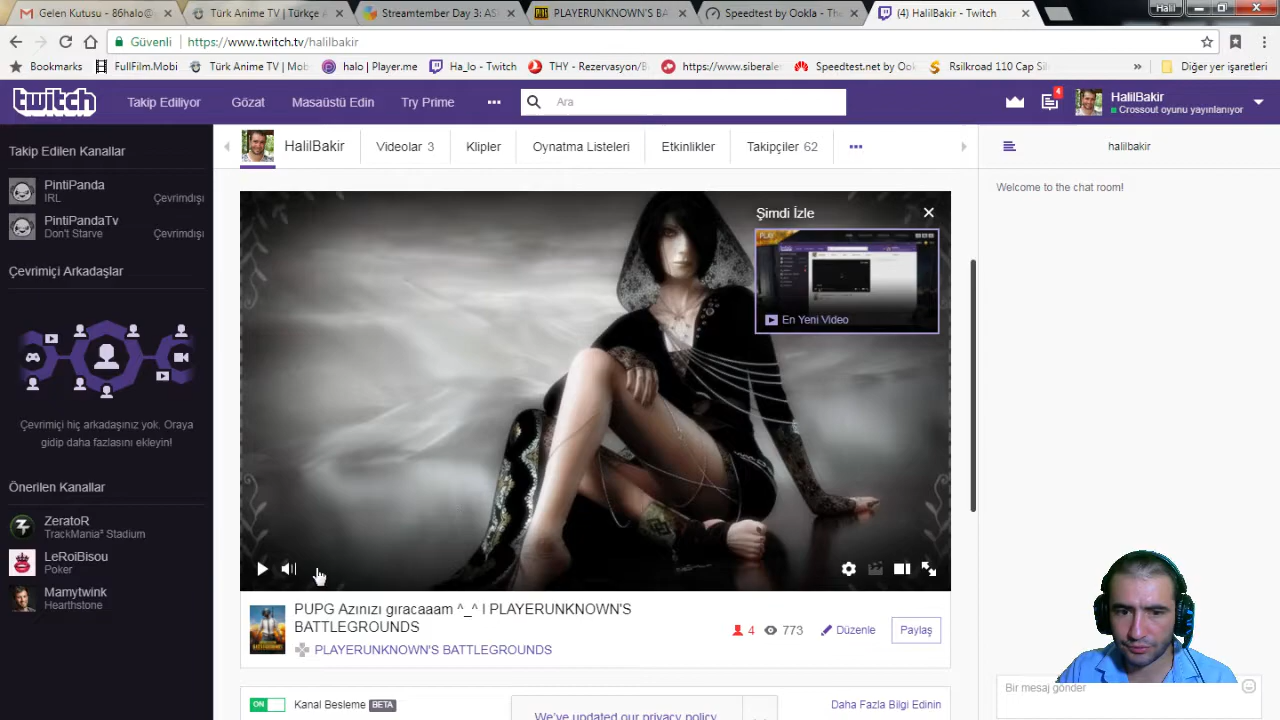 Gelen Kutusu - 86halo@
Türk Anime TV | Türkçe
Streamtember Day 3: AS
PLAYERUNKNOWN'S BA
Speedtest by Ookla - The
(4) HalilBakir - Twitch
Halil
Güvenli
https://www.twitch.tv/halilbakir
Bookmarks
FullFilm.Mobi
Türk Anime TV | Mob
halo | Player.me
Ha_lo - Twitch
THY - Rezervasyon/B
https://www.siberale
Speedtest.net by Ook
Rsilkroad 110 Cap S
»
Diğer yer işaretleri
twitch
Takip Ediliyor
Gözat
Masaüstü Edin
Try Prime
Ara
4
HalilBakir
Crossout oyunu yayınlanıyor
Takip Edilen Kanallar
PintiPanda
IRL
Çevrimdışı
PintiPandaTv
Don't Starve
Çevrimdışı
Çevrimiçi Arkadaşlar
Çevrimiçi hiç arkadaşınız yok. Oraya
gidip daha fazlasını ekleyin!
Önerilen Kanallar
ZeratoR
TrackMania² Stadium
LeRoiBisou
Poker
Mamytwink
Hearthstone
HalilBakir
Videolar 3
Klipler
Oynatma Listeleri
Etkinlikler
Takipçiler 62
Şimdi İzle
PLAY
En Yeni Video
PUPG Azınızı gıracaaam ^_^ | PLAYERUNKNOWN'S
BATTLEGROUNDS
PLAYERUNKNOWN'S BATTLEGROUNDS
4
773
Düzenle
Paylaş
ON
Kanal Besleme BETA
We've updated our privacy policy
Daha Fazla Bilgi Edinin
halilbakir
Welcome to the chat room!
Bir mesaj gönder